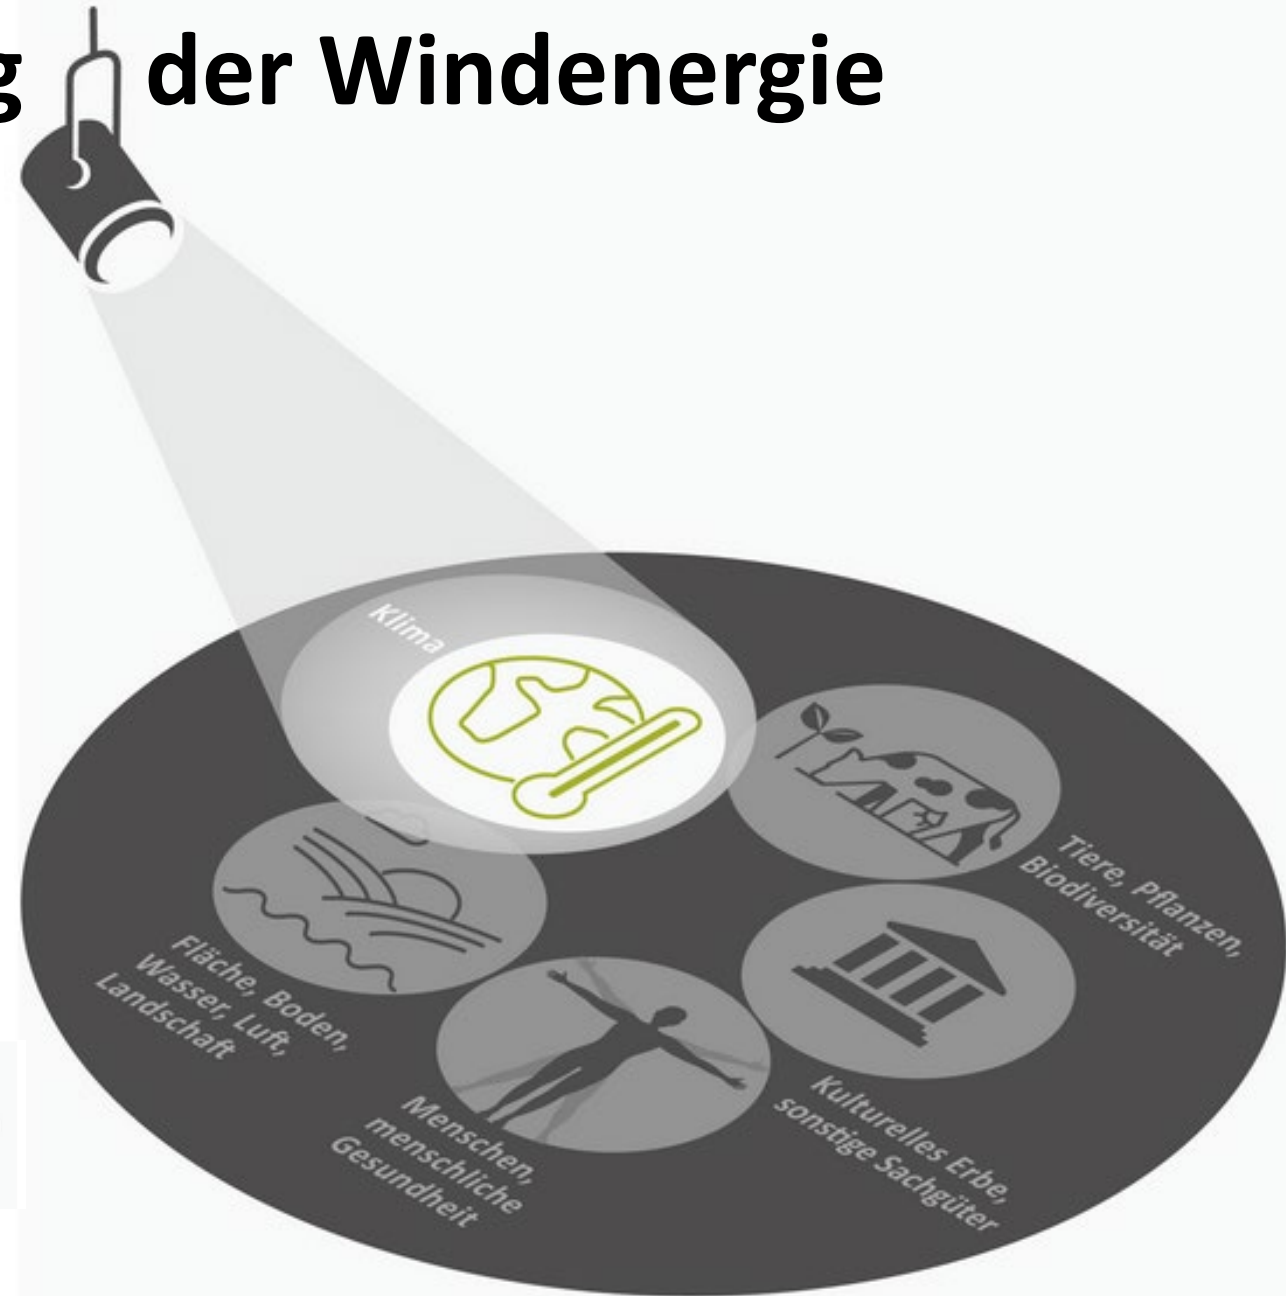 g der Windenergie
Klima
Tiere, Pflanzen,
Biodiversität
Fläche, Boden,
Wasser, Luft,
Landschaft
Kulturelles Erbe,
sonstige Sachgüter
Menschen,
menschliche
Gesundheit